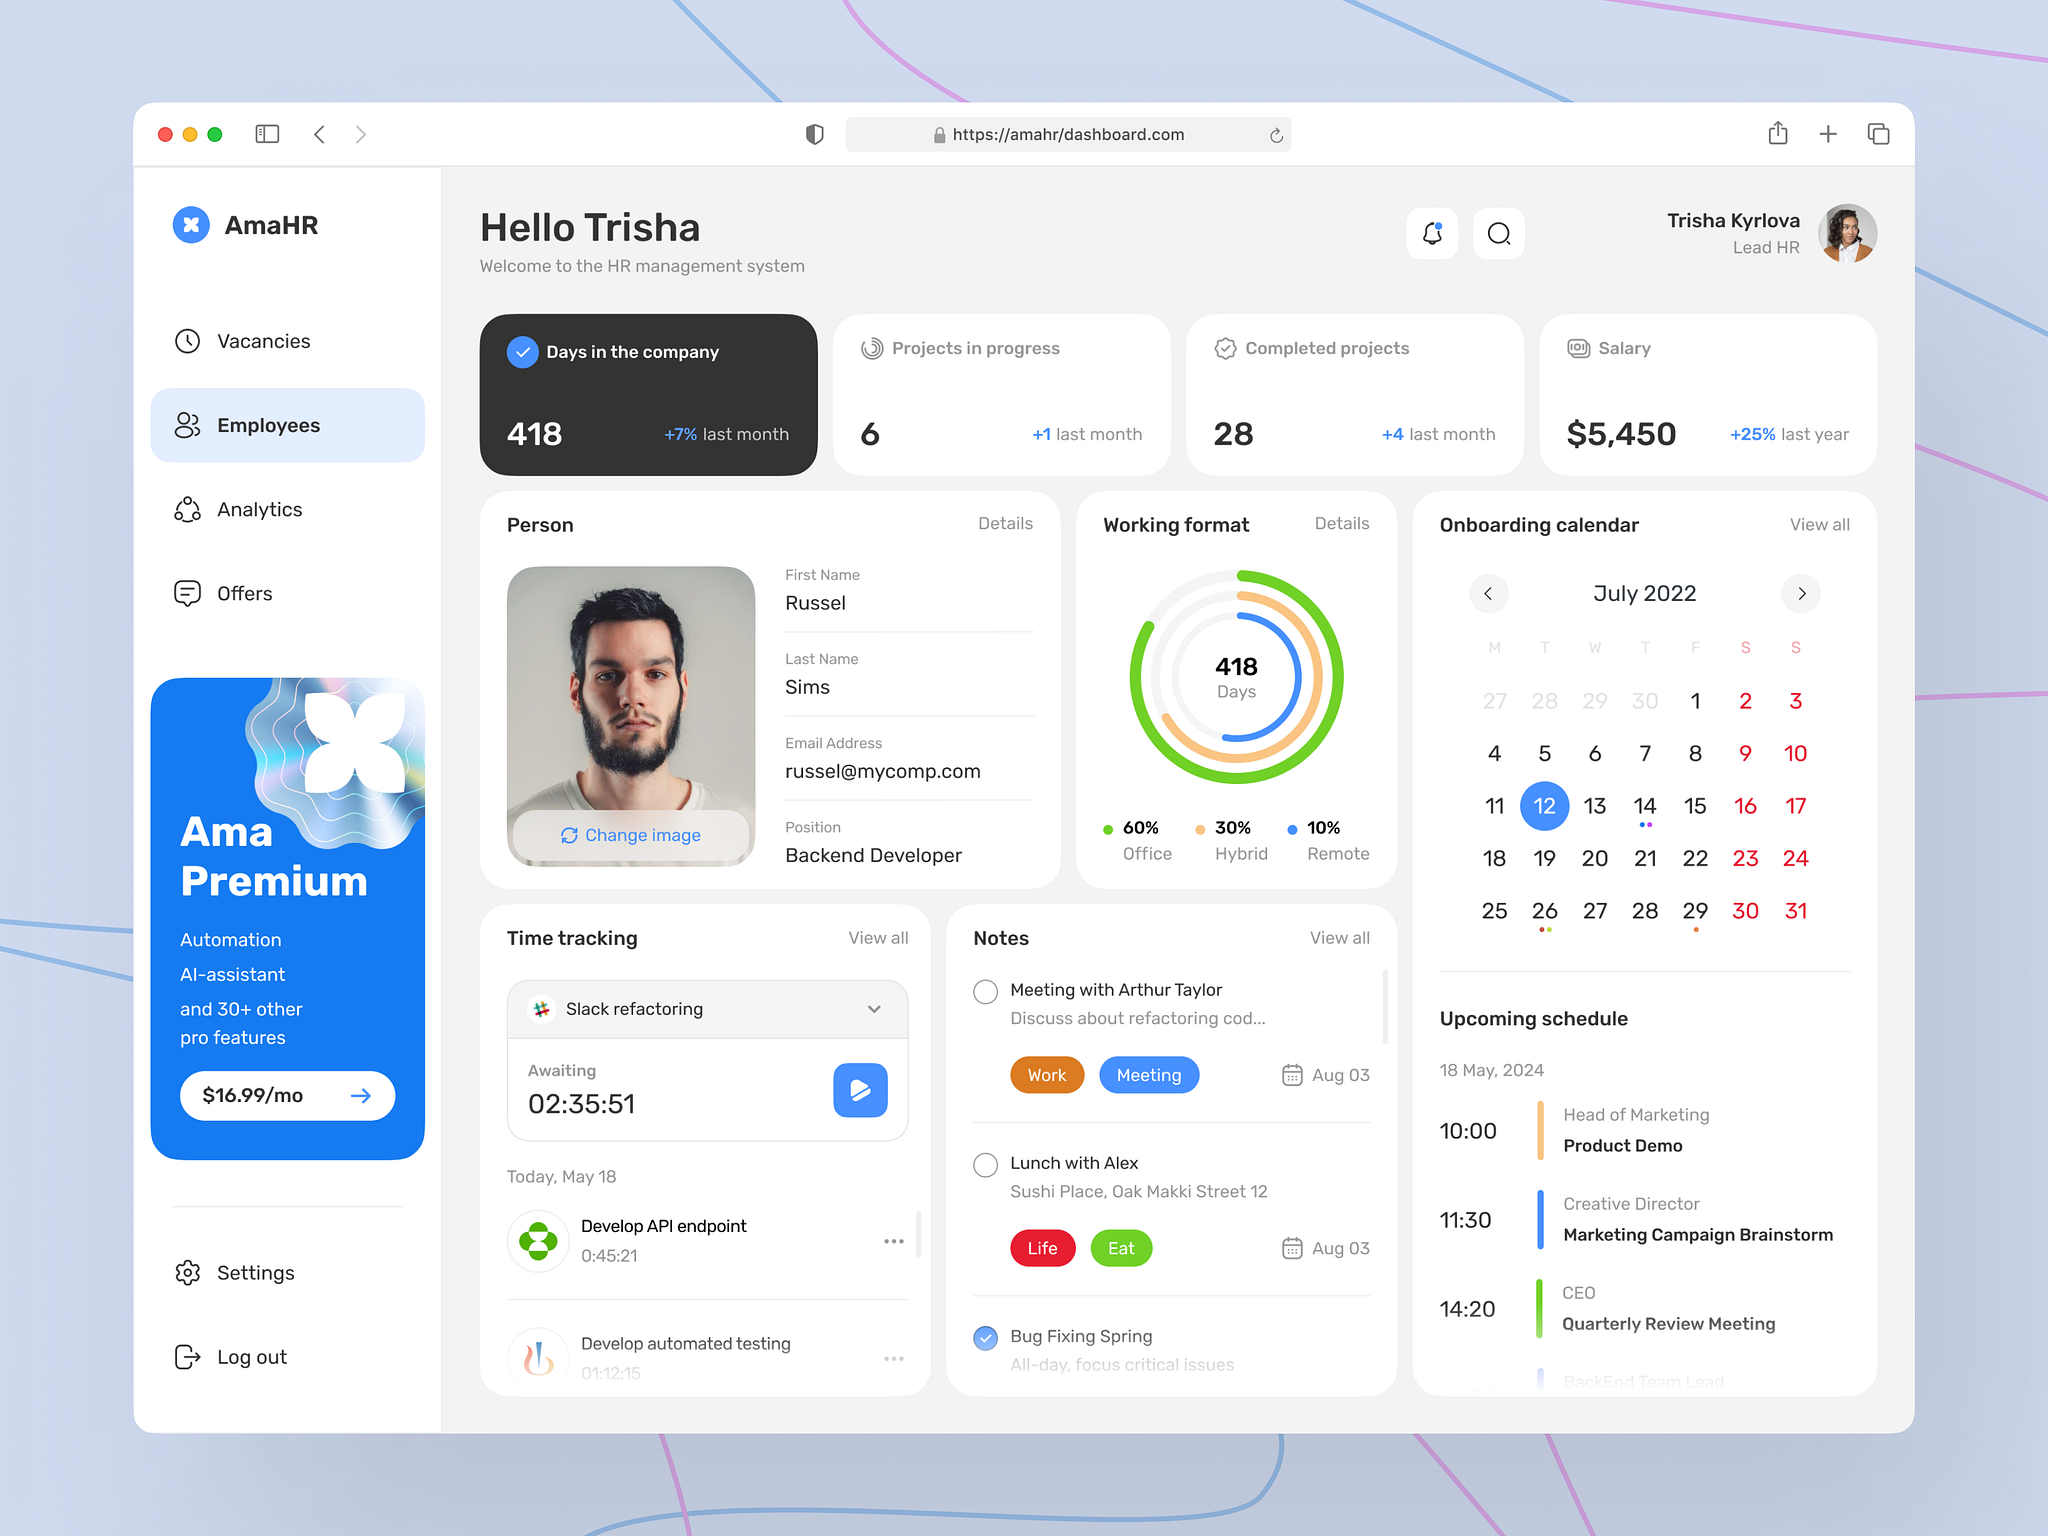 https://amahr/dashboard.com
AmaHR
Vacancies
Employees
Analytics
Offers
Ama
Premium
Automation
AI-assistant
and 30+ other
pro features
$16.99/mo
Settings
Log out
Hello Trisha
Welcome to the HR management system
Trisha Kyrlova
Lead HR
Days in the company
418
+7% last month
Projects in progress
6
+1 last month
Completed projects
28
+4 last month
Salary
$5,450
+25% last year
Person
Details
Change image
First Name
Russel
Last Name
Sims
Email Address
russel@mycomp.com
Position
Backend Developer
Working format
Details
418
Days
60%
Office
30%
Hybrid
10%
Remote
Onboarding calendar
View all
July 2022
M T W T F S S
27 28 29 30 1 2 3
4 5 6 7 8 9 10
11 12 13 14 15 16 17
18 19 20 21 22 23 24
25 26 27 28 29 30 31
Upcoming schedule
18 May, 2024
10:00
Head of Marketing
Product Demo
11:30
Creative Director
Marketing Campaign Brainstorm
14:20
CEO
Quarterly Review Meeting
BackEnd Team Lead
Time tracking
View all
Slack refactoring
Awaiting
02:35:51
Today, May 18
Develop API endpoint
0:45:21
Develop automated testing
01:12:15
Notes
View all
Meeting with Arthur Taylor
Discuss about refactoring cod...
Work
Meeting
Aug 03
Lunch with Alex
Sushi Place, Oak Makki Street 12
Life
Eat
Aug 03
Bug Fixing Spring
All-day, focus critical issues